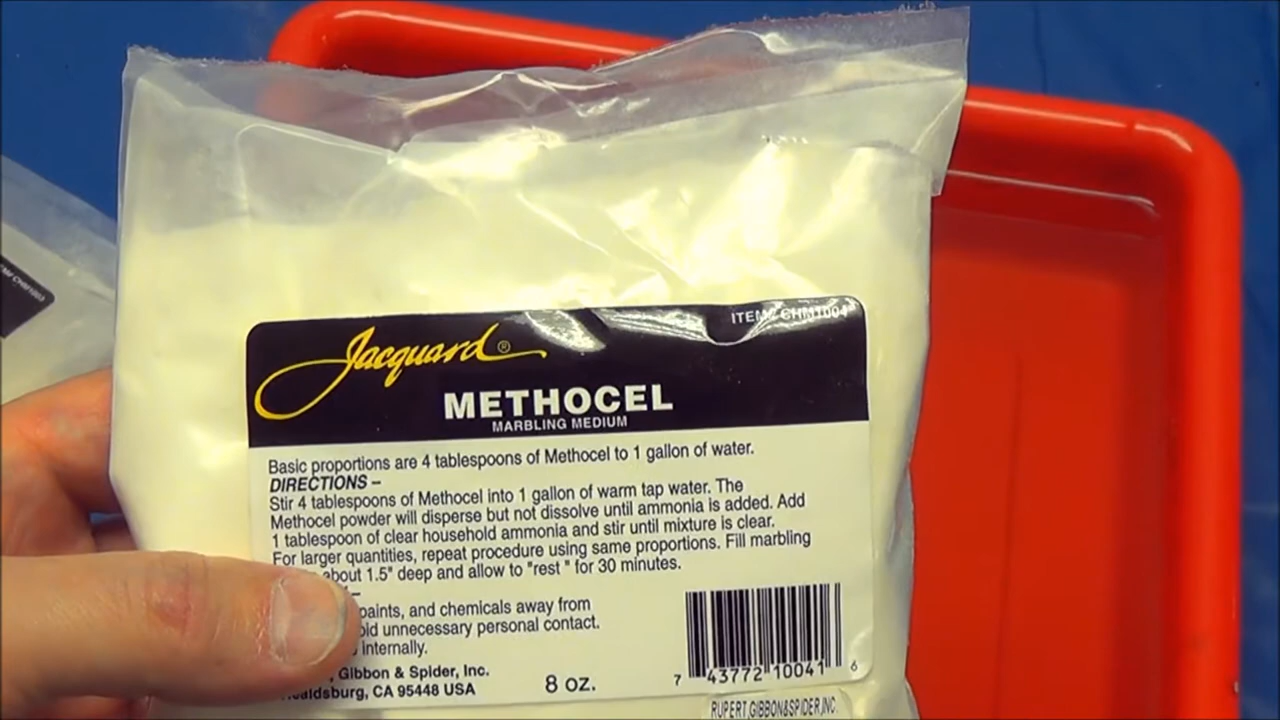 ITEM# CHM1004
Jacquard®
METHOCEL
MARBLING MEDIUM
Basic proportions are 4 tablespoons of Methocel to 1 gallon of water.
DIRECTIONS –
Stir 4 tablespoons of Methocel into 1 gallon of warm tap water. The
Methocel powder will disperse but not dissolve until ammonia is added. Add
1 tablespoon of clear household ammonia and stir until mixture is clear.
For larger quantities, repeat procedure using same proportions. Fill marbling
about 1.5" deep and allow to "rest " for 30 minutes.
paints, and chemicals away from
unnecessary personal contact.
internally.
Gibbon & Spider, Inc.
CA 95448 USA
8 oz.
7 43772 10041 6
RUPERT,GIBBON&SPIDER,INC.